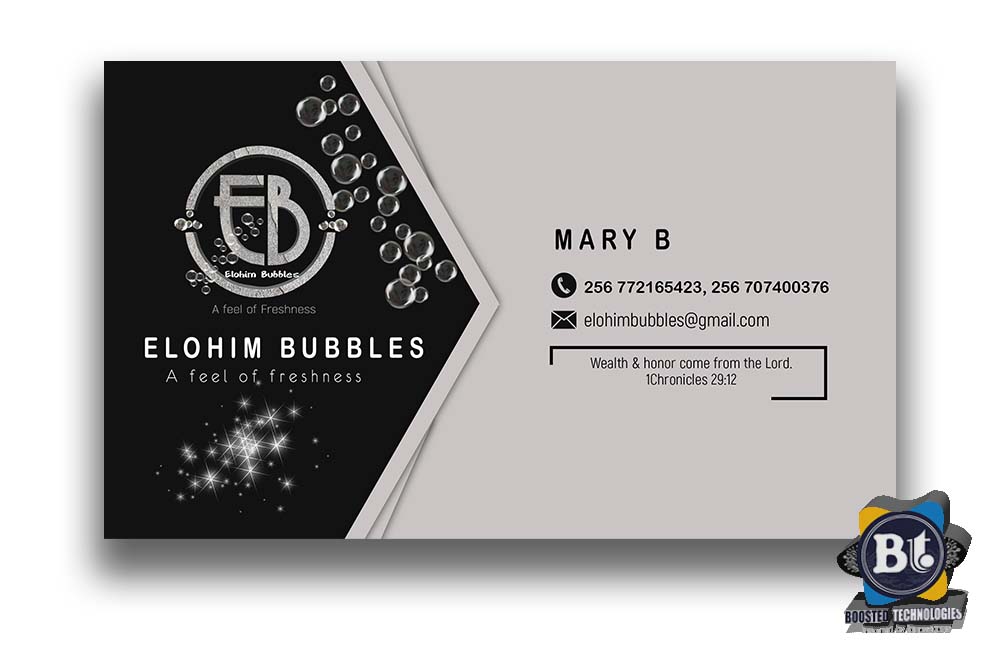 EB
Elohim Bubbles
A feel of Freshness
ELOHIM BUBBLES
A feel of freshness
MARY B
256 772165423, 256 707400376
elohimbubbles@gmail.com
Wealth & honor come from the Lord.
1Chronicles 29:12
Bt.
BOOSTED TECHNOLOGIES